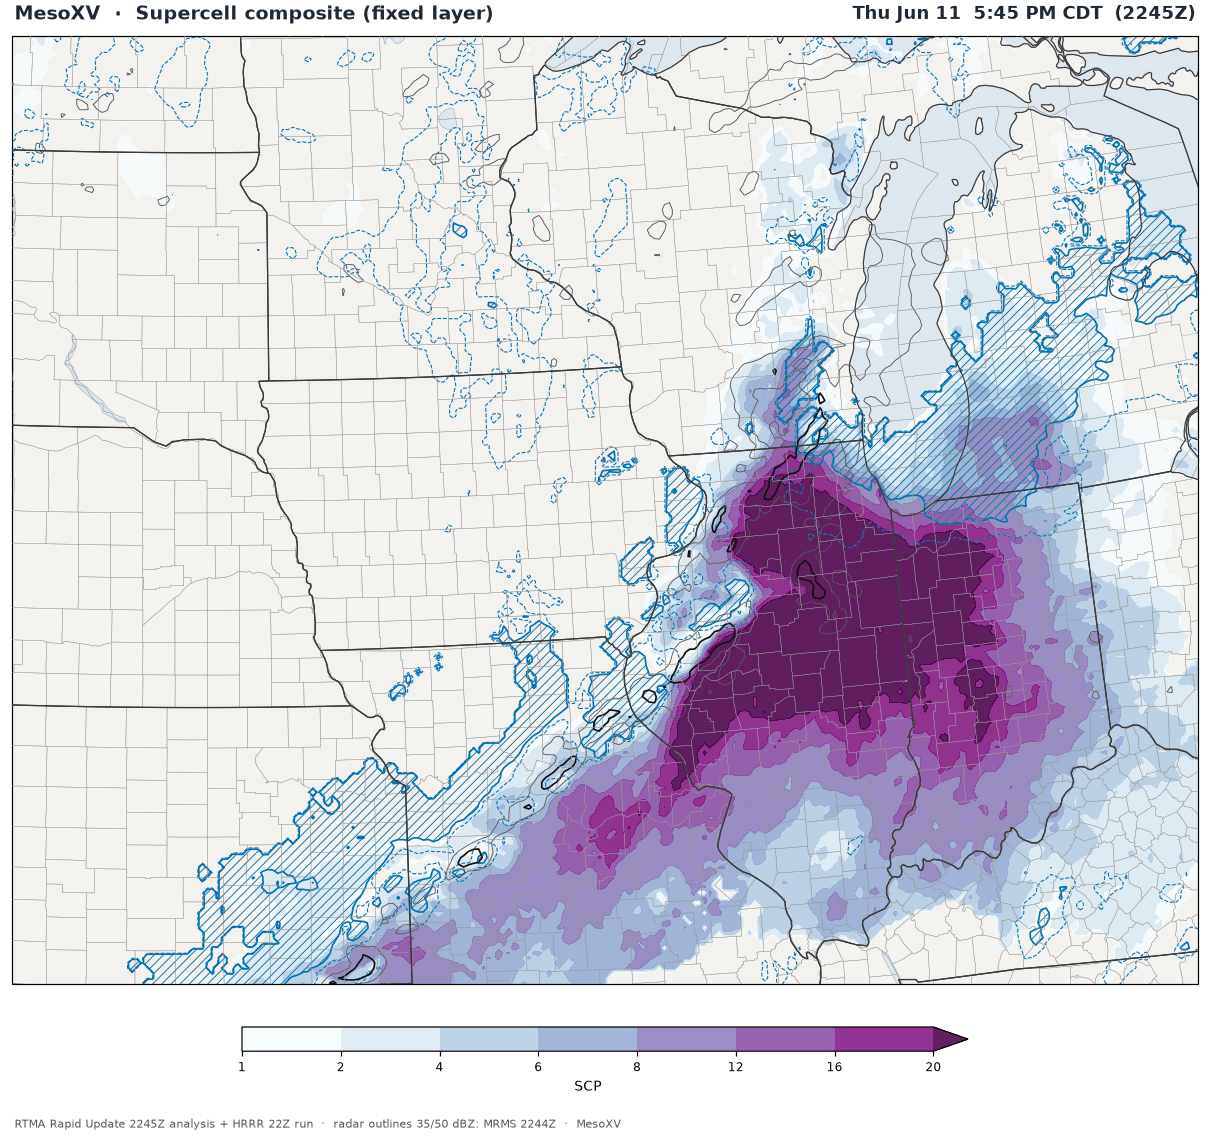 MesoXV · Supercell composite (fixed layer)
Thu Jun 11 5:45 PM CDT (2245Z)
1 2 4 6 8 12 16 20
SCP
RTMA Rapid Update 2245Z analysis + HRRR 22Z run · radar outlines 35/50 dBZ: MRMS 2244Z · MesoXV